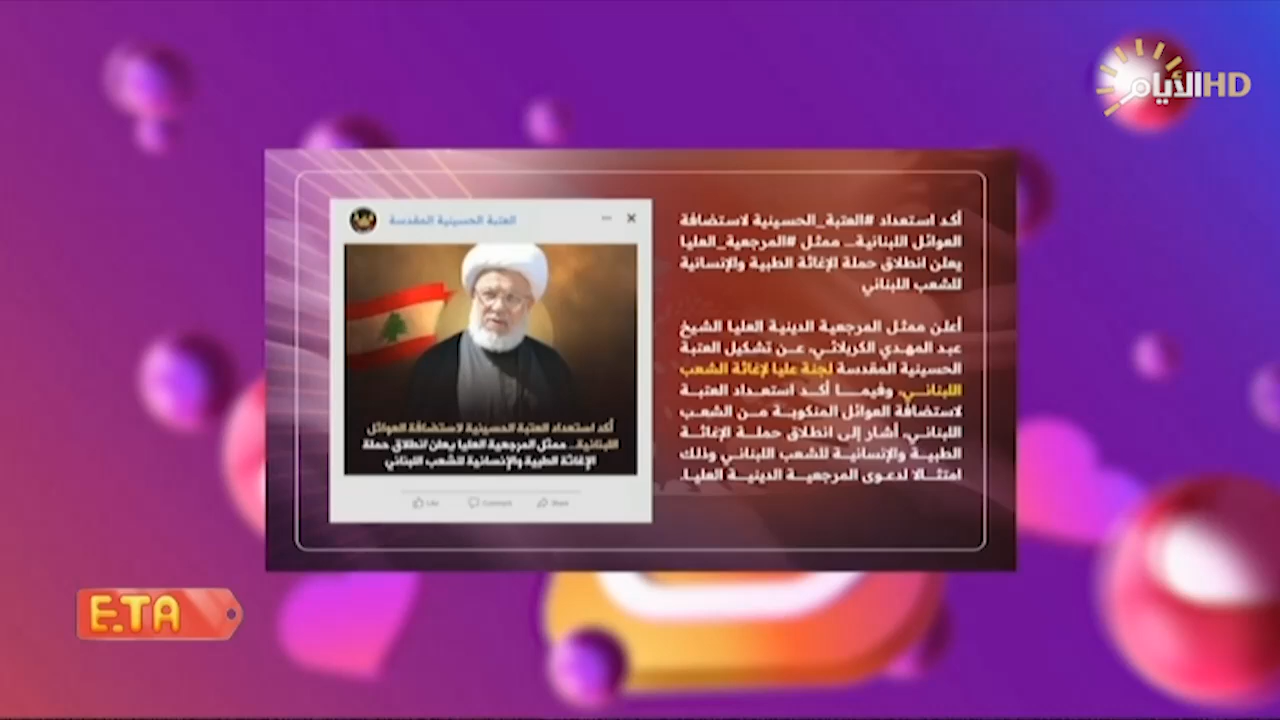 الأيام HD
أكد استعداد #العتبة_الحسينية لاستضافة
العوائل اللبنانية.. ممثل #المرجعية_العليا
يعلن انطلاق حملة الإغاثة الطبية والإنسانية
للشعب اللبناني
أعلن ممثل المرجعية الدينية العليا الشيخ
عبد المهدي الكربلائي، عن تشكيل العتبة
الحسينية المقدسة لجنة عليا لإغاثة الشعب
اللبناني، وفيما أكد استعداد العتبة
لاستضافة العوائل المنكوبة من الشعب
اللبناني، أشار إلى انطلاق حملة الإغاثة
الطبية والإنسانية للشعب اللبناني وذلك
امتثالا لدعوى المرجعية الدينية العليا.
العتبة الحسينية المقدسة
أكد استعداد العتبة الحسينية لاستضافة العوائل
اللبنانية.. ممثل المرجعية العليا يعلن انطلاق حملة
الإغاثة الطبية والإنسانية للشعب اللبناني
Like Comment Share
E.TA